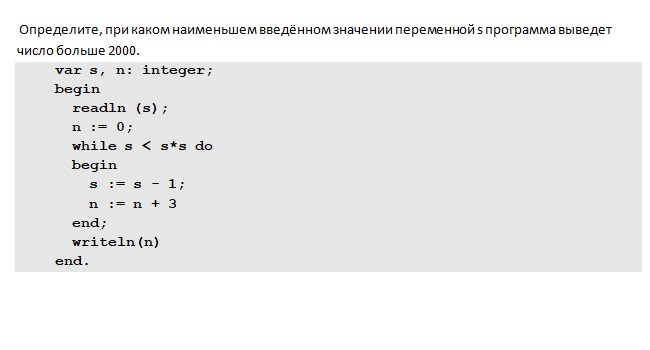 Определите, при каком наименьшем введённом значении переменной s программа выведет
число больше 2000.
var s, n: integer;
begin
readln (s);
n := 0;
while s < s*s do
begin
s := s - 1;
n := n + 3
end;
writeln(n)
end.